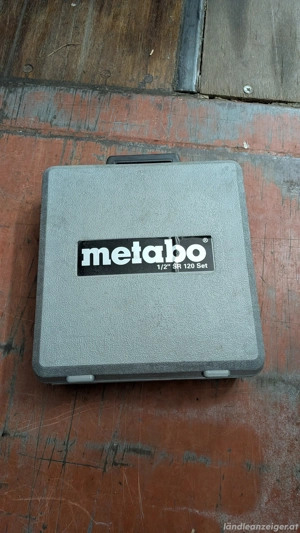 metabo®
1/2" SR 120 Set
ländleanzeiger.at